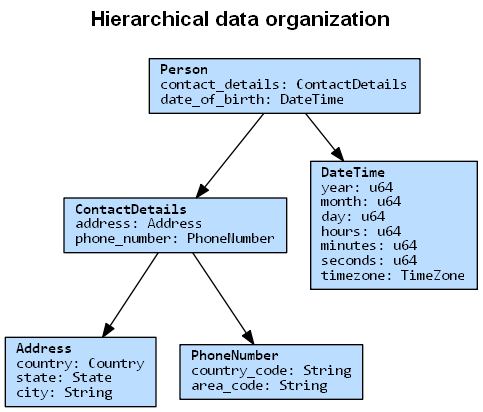 Hierarchical data organization
Person
contact_details: ContactDetails
date_of_birth: DateTime
DateTime
year: u64
month: u64
day: u64
hours: u64
minutes: u64
seconds: u64
timezone: TimeZone
ContactDetails
address: Address
phone_number: PhoneNumber
Address
country: Country
state: State
city: String
PhoneNumber
country_code: String
area_code: String